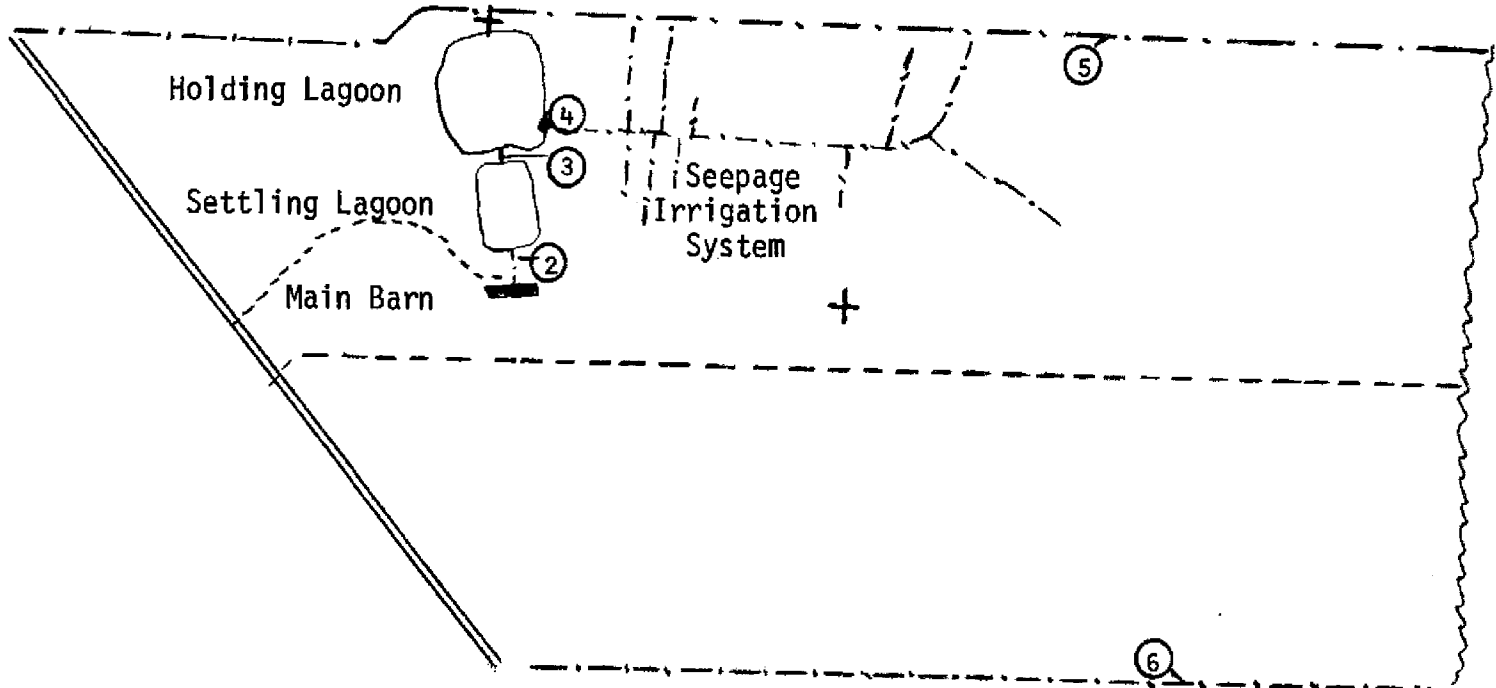 5
Holding Lagoon
4
3
Seepage
Irrigation
System
Settling Lagoon
2
Main Barn
6